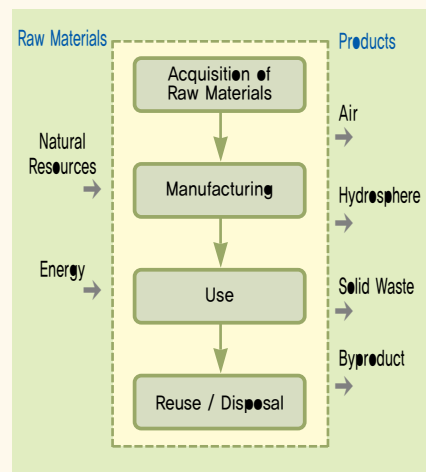 Raw Materials
Products
Acquisition of
Raw Materials
Air
Natural
Resources
Manufacturing
Hydrosphere
Energy
Use
Solid Waste
Byproduct
Reuse / Disposal